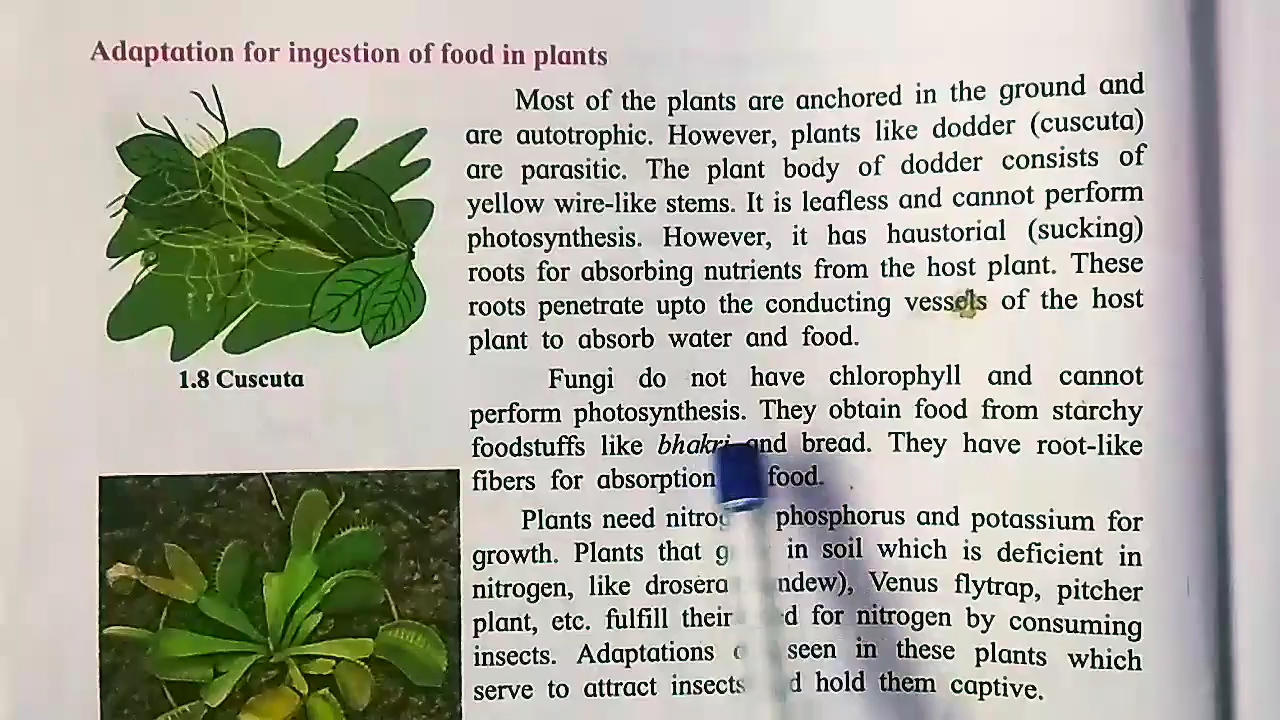 Adaptation for ingestion of food in plants
Most of the plants are anchored in the ground and
are autotrophic. However, plants like dodder (cuscuta)
are parasitic. The plant body of dodder consists of
yellow wire-like stems. It is leafless and cannot perform
photosynthesis. However, it has haustorial (sucking)
roots for absorbing nutrients from the host plant. These
roots penetrate upto the conducting vessels of the host
plant to absorb water and food.
1.8 Cuscuta
Fungi do not have chlorophyll and cannot
perform photosynthesis. They obtain food from starchy
foodstuffs like bhakri and bread. They have root-like
fibers for absorption food.
Plants need phosphorus and potassium for
growth. Plants that in soil which is deficient in
nitrogen, like drosera Venus flytrap, pitcher
plant, etc. fulfill their for nitrogen by consuming
insects. Adaptations seen in these plants which
serve to attract insects hold them captive.